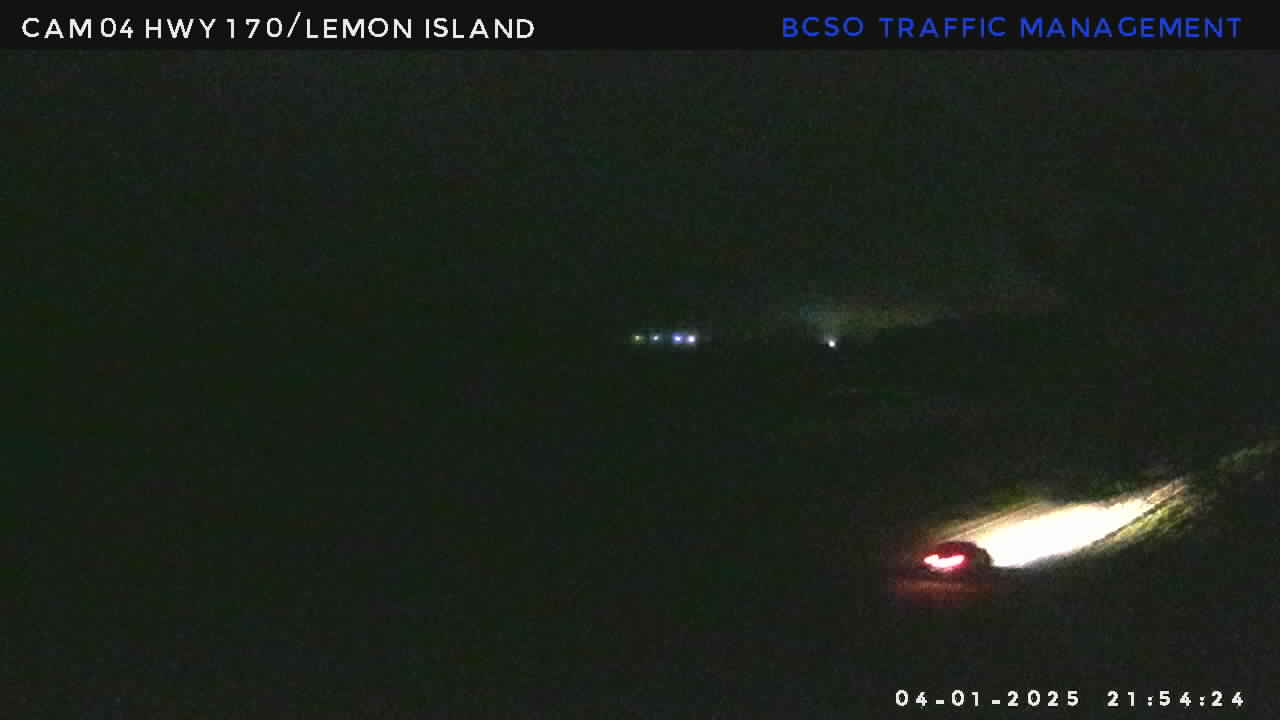 CAM 04 HWY 170/LEMON ISLAND
BCSO TRAFFIC MANAGEMENT
04-01-2025 21:54:24